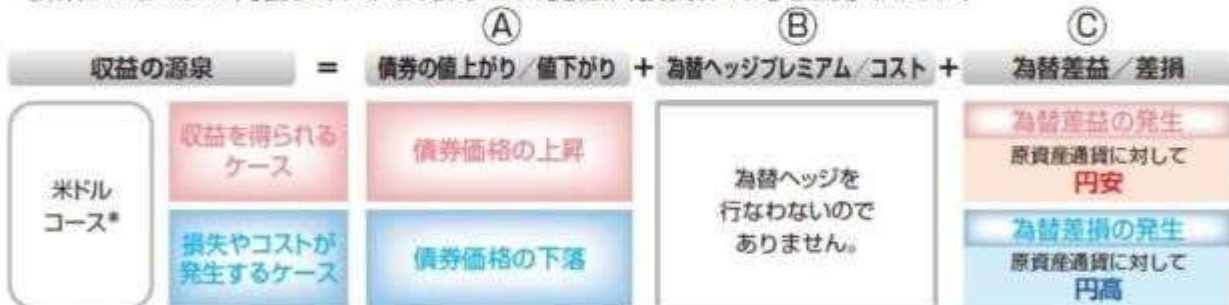 Ⓐ Ⓑ Ⓒ
収益の源泉 = 債券の値上がり／値下がり + 為替ヘッジプレミアム／コスト + 為替差益／差損
米ドル
コース*
収益を得られる
ケース
債券価格の上昇
為替ヘッジを
行なわないので
ありません。
為替差益の発生
原資産通貨に対して
円安
損失やコストが
発生するケース
債券価格の下落
為替差損の発生
原資産通貨に対して
円高